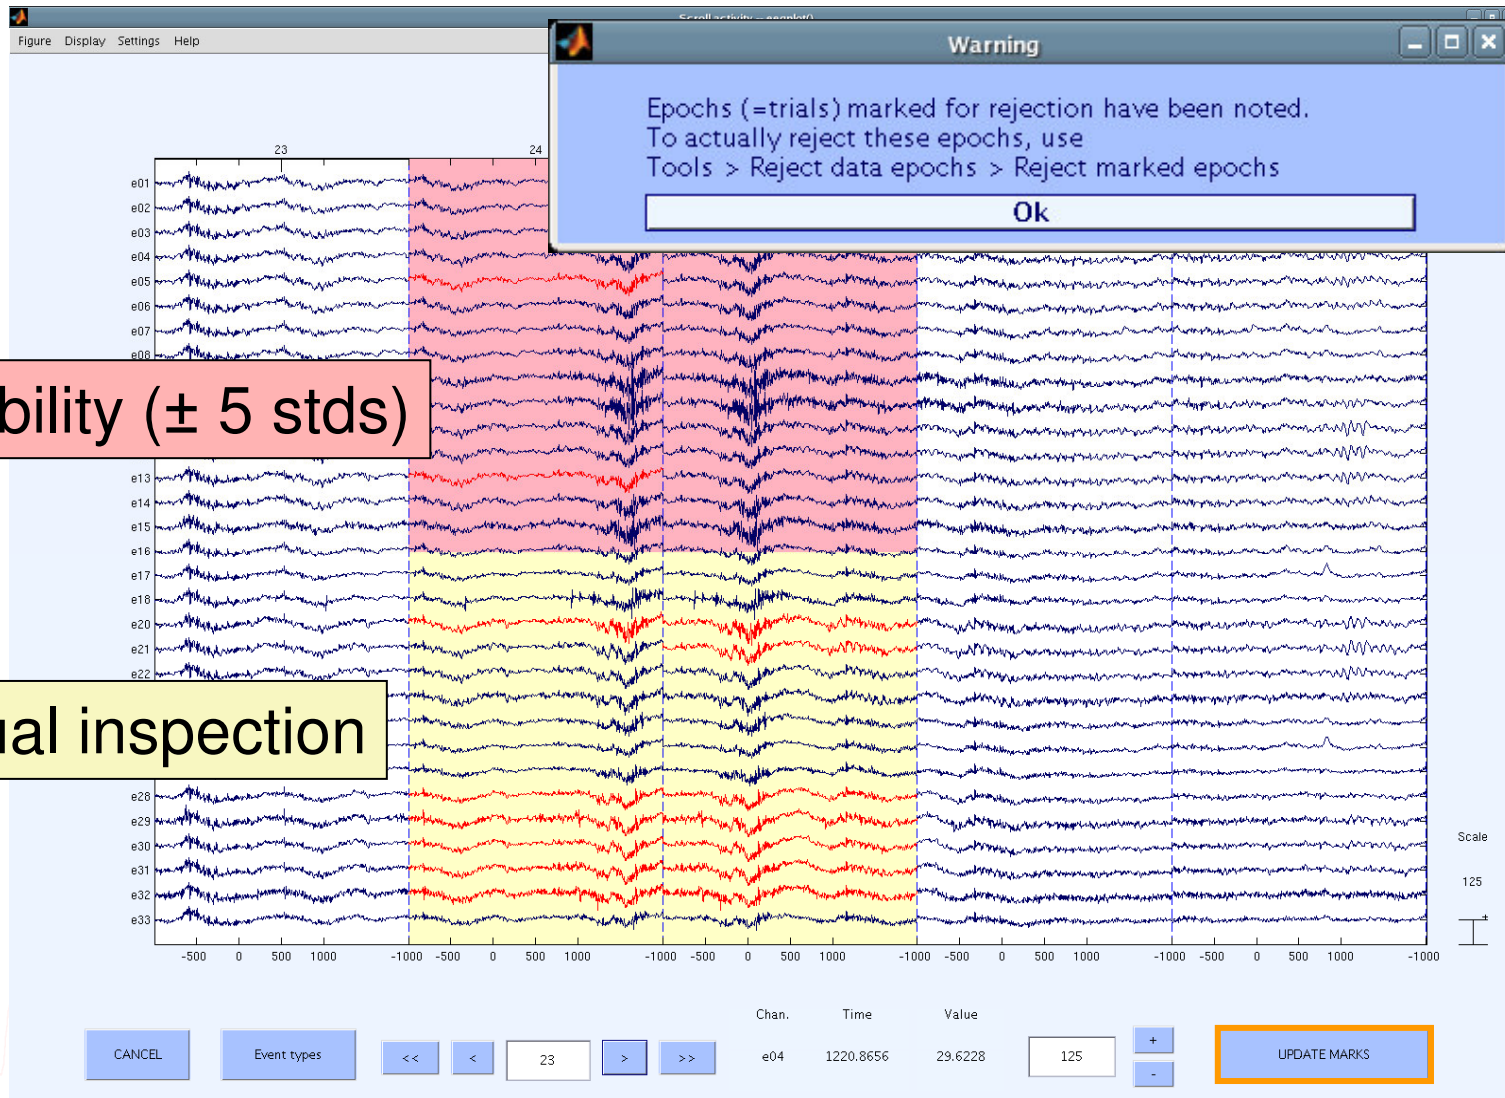 Scroll activity -- eegplot()
Figure Display Settings Help
Warning
Epochs (=trials) marked for rejection have been noted.
To actually reject these epochs, use
Tools > Reject data epochs > Reject marked epochs
Ok
23
24
e01
e02
e03
e04
e05
e06
e07
e08
bility (± 5 stds)
e13
e14
e15
e16
e17
e18
e20
e21
e22
ual inspection
e28
e29
e30
e31
e32
e33
Scale
125
-500 0 500 1000 -1000 -500 0 500 1000 -1000 -500 0 500 1000 -1000 -500 0 500 1000 -1000 -500 0 500 1000 -1000
Chan. Time Value
CANCEL Event types << < 23 > >> e04 1220.8656 29.6228 125 + - UPDATE MARKS